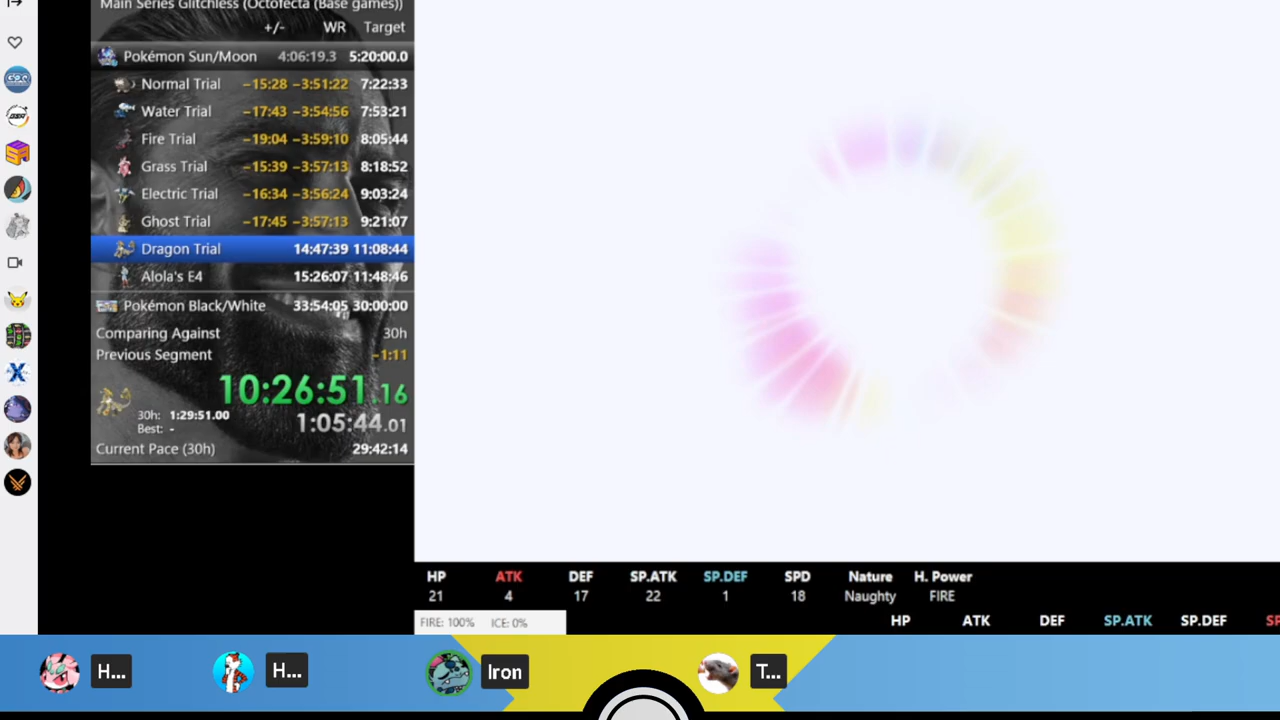 Main Series Glitchless (Octofecta (Base games))
+/- WR Target
Pokémon Sun/Moon 4:06:19.3 5:20:00.0
Normal Trial −15:28 −3:51:22 7:22:33
Water Trial −17:43 −3:54:56 7:53:21
Fire Trial −19:04 −3:59:10 8:05:44
Grass Trial −15:39 −3:57:13 8:18:52
Electric Trial −16:34 −3:56:24 9:03:24
Ghost Trial −17:45 −3:57:13 9:21:07
Dragon Trial 14:47:39 11:08:44
Alola's E4 15:26:07 11:48:46
Pokémon Black/White 33:54:05 30:00:00
Comparing Against 30h
Previous Segment −1:11
10:26:51.16
30h: 1:29:51.00
Best: -
1:05:44.01
Current Pace (30h) 29:42:14
HP ATK DEF SP.ATK SP.DEF SPD Nature H. Power
21 4 17 22 1 18 Naughty FIRE
FIRE: 100% ICE: 0%
HP ATK DEF SP.ATK SP.DEF
H... H... Iron T...